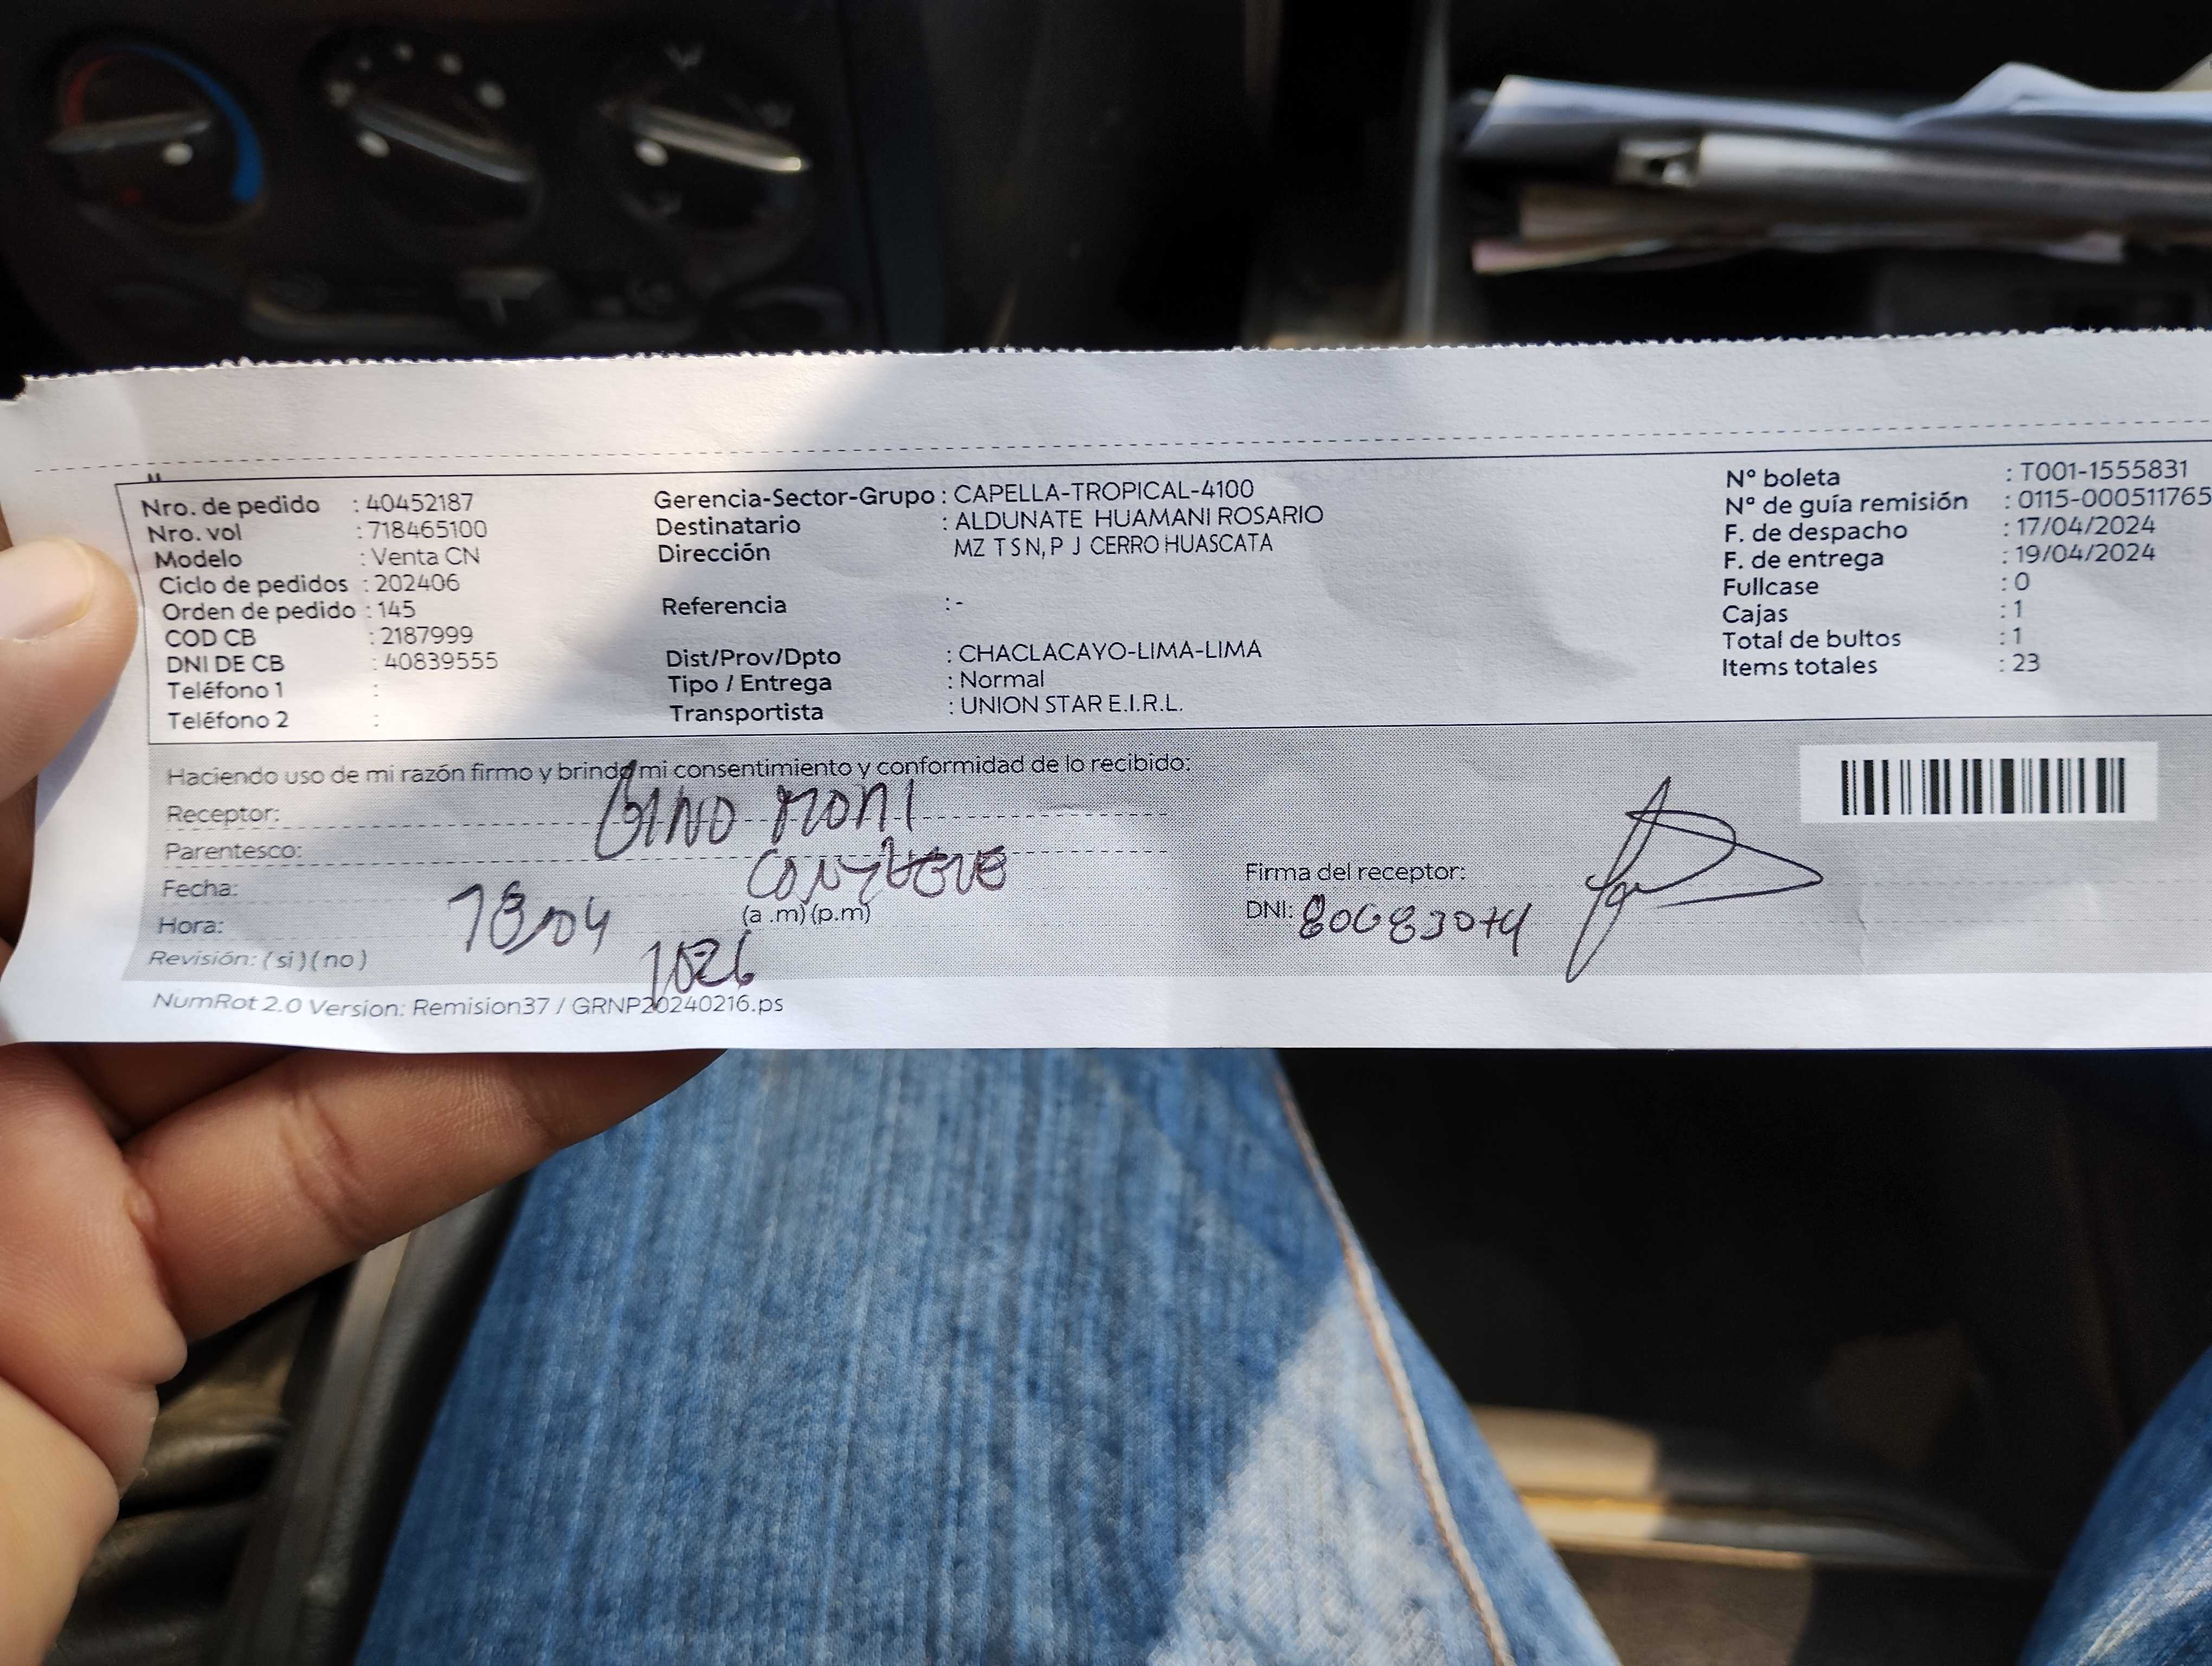 Nro. de pedido : 40452187
Nro. vol : 718465100
Modelo : Venta CN
Ciclo de pedidos : 202406
Orden de pedido : 145
COD CB : 2187999
DNI DE CB : 40839555
Teléfono 1 :
Teléfono 2 :
Gerencia-Sector-Grupo : CAPELLA-TROPICAL-4100
Destinatario : ALDUNATE HUAMANI ROSARIO
Dirección MZ T S N, P J CERRO HUASCATA
Referencia : -
Dist/Prov/Dpto : CHACLACAYO-LIMA-LIMA
Tipo / Entrega : Normal
Transportista : UNION STAR E.I.R.L.
N° boleta : T001-1555831
N° de guía remisión : 0115-000511765
F. de despacho : 17/04/2024
F. de entrega : 19/04/2024
Fullcase : 0
Cajas : 1
Total de bultos : 1
Items totales : 23
Haciendo uso de mi razón firmo y brindo mi consentimiento y conformidad de lo recibido:
Receptor: GINO MONI
Parentesco:
Fecha: 18/04
Hora: (a .m) (p.m) 1026
Revisión: ( si ) ( no )
Firma del receptor:
DNI:
NumRot 2.0 Version: Remision37 / GRNP20240216.ps